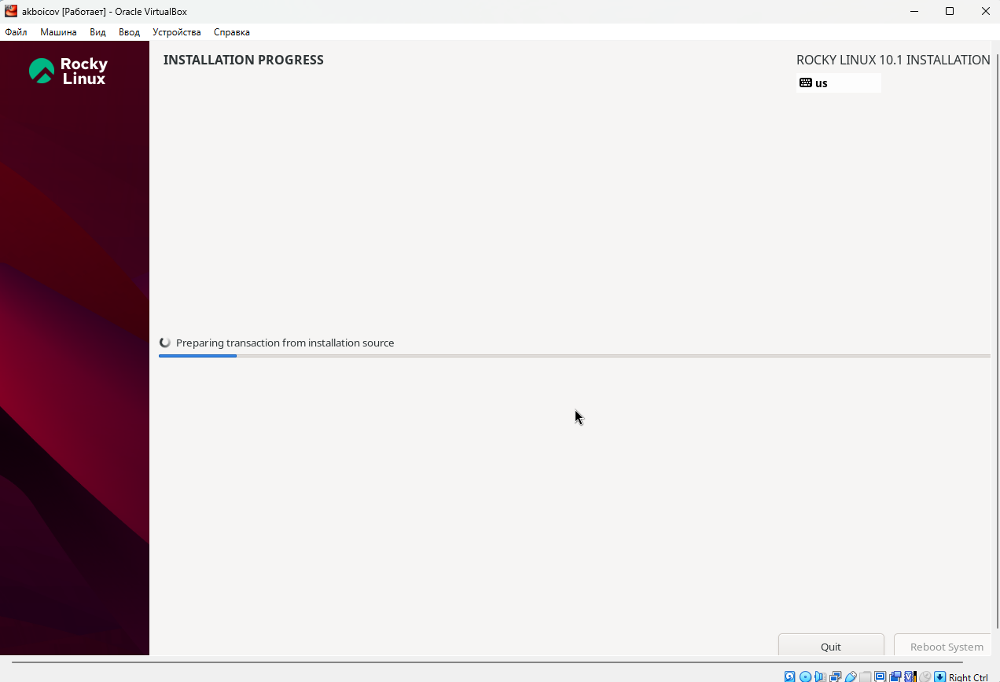 akboicov [Работает] - Oracle VirtualBox
Файл Машина Вид Ввод Устройства Справка
Rocky
Linux
INSTALLATION PROGRESS
ROCKY LINUX 10.1 INSTALLATION
us
Preparing transaction from installation source
Quit
Reboot System
Right Ctrl